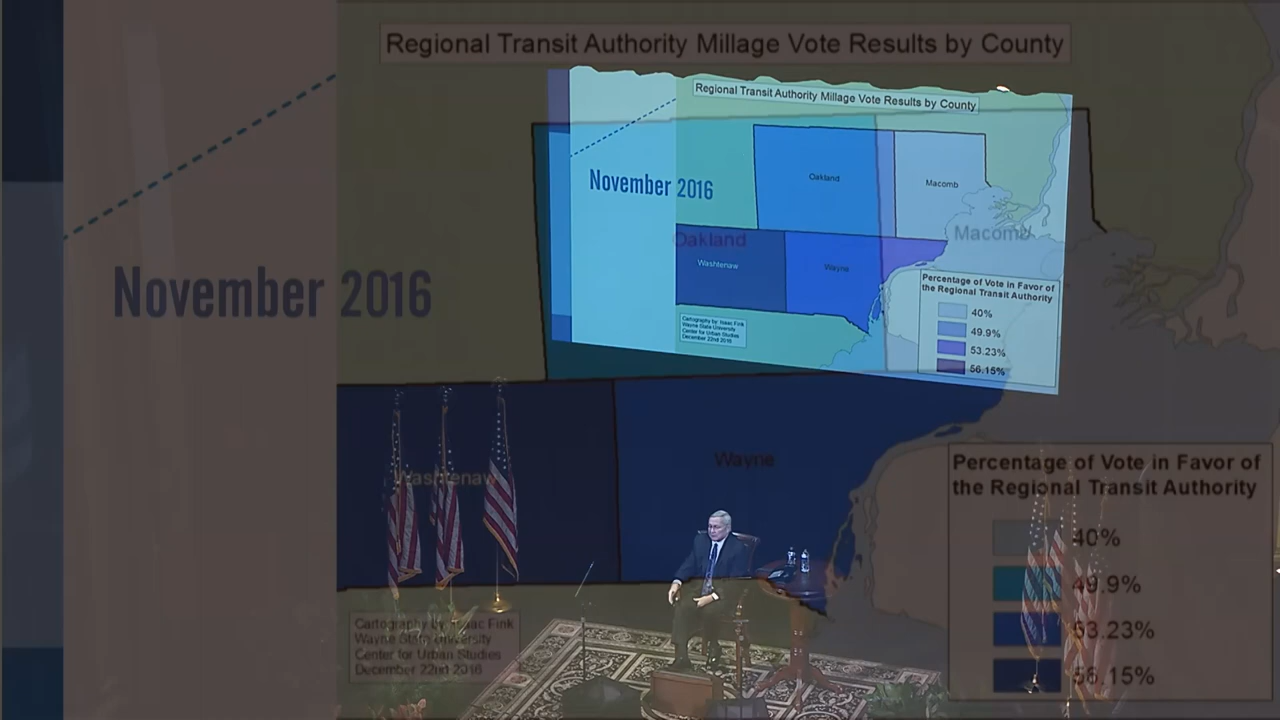 Regional Transit Authority Millage Vote Results by County
Regional Transit Authority Millage Vote Results by County
November 2016
Oakland
Macomb
Washtenaw
Wayne
Percentage of Vote in Favor of
the Regional Transit Authority
40%
49.9%
53.23%
56.15%
Cartography by: Isaac Fink
Wayne State University
Center for Urban Studies
December 22nd 2016
November 2016
Oakland
Macomb
Washtenaw
Wayne
Percentage of Vote in Favor of
the Regional Transit Authority
40%
49.9%
53.23%
56.15%
Cartography by: Isaac Fink
Wayne State University
Center for Urban Studies
December 22nd 2016